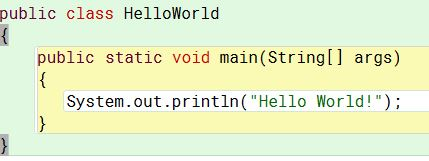 public class HelloWorld
{
public static void main(String[] args)
{
System.out.println("Hello World!");
}
}